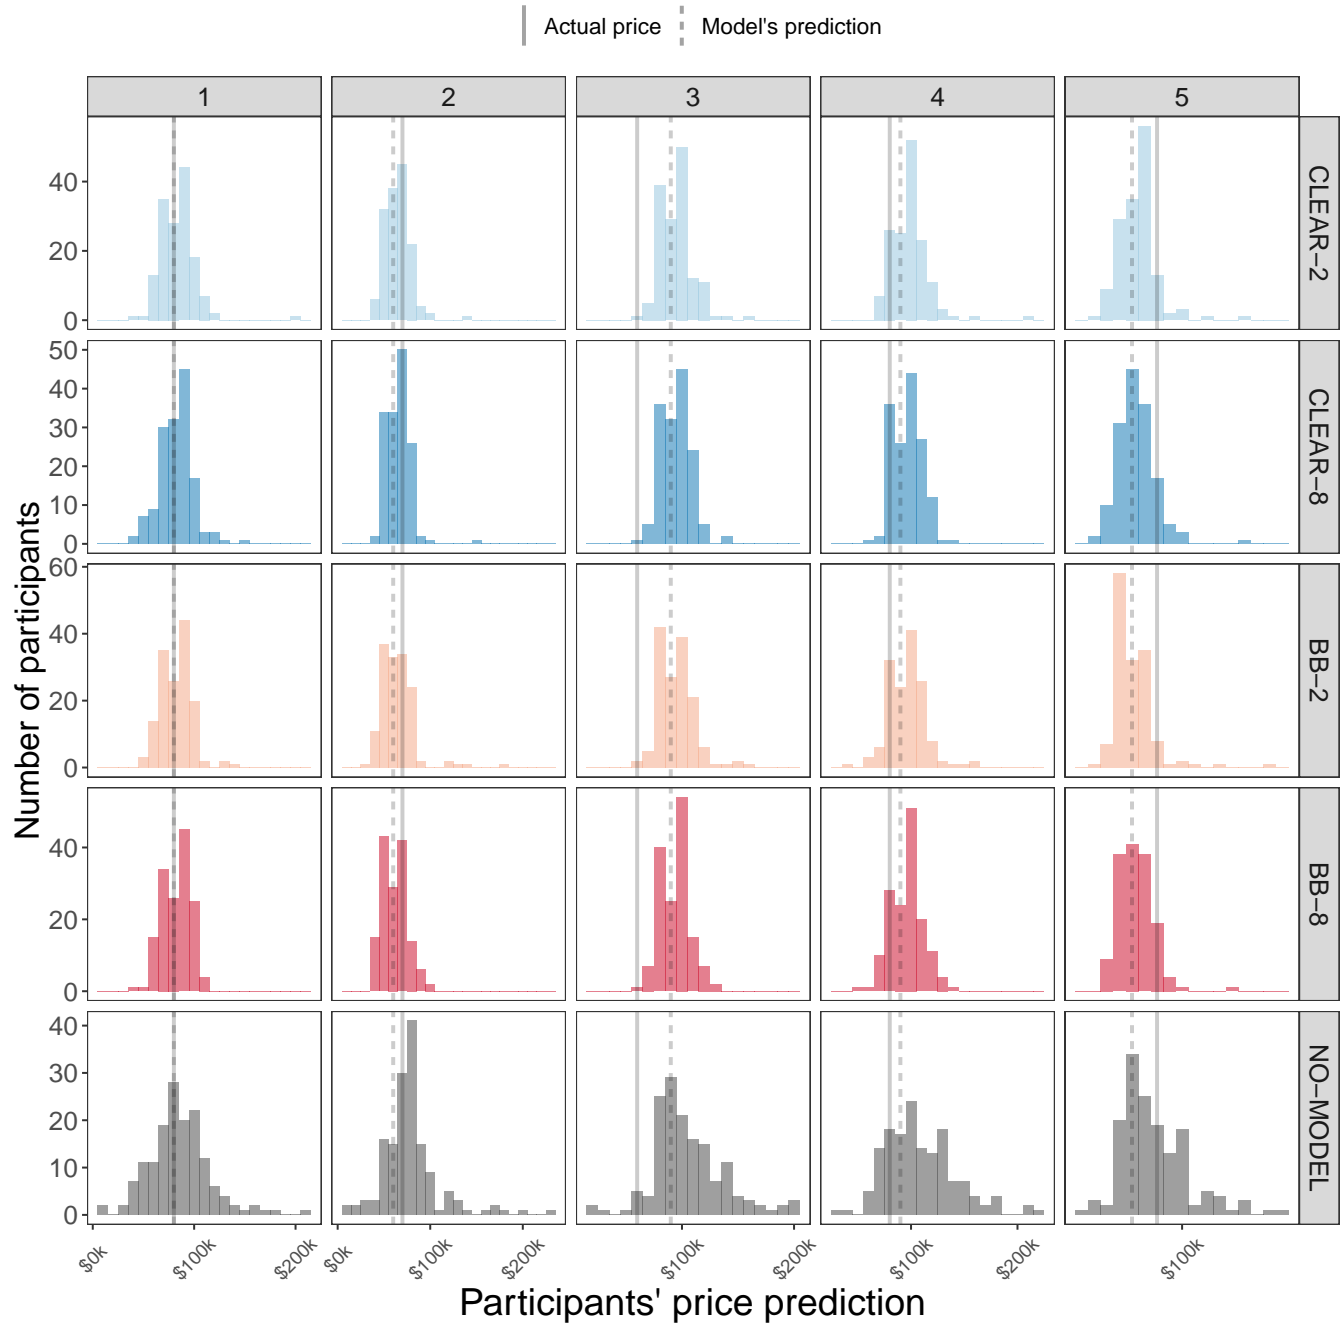 Actual price Model's prediction
1 2 3 4 5
40
20
0
CLEAR−2
50
40
30
20
10
0
CLEAR−8
60
40
20
0
BB−2
40
20
0
BB−8
40
30
20
10
0
NO−MODEL
Number of participants
$0k $100k $200k $0k $100k $200k $100k $200k $100k $200k $100k
Participants' price prediction